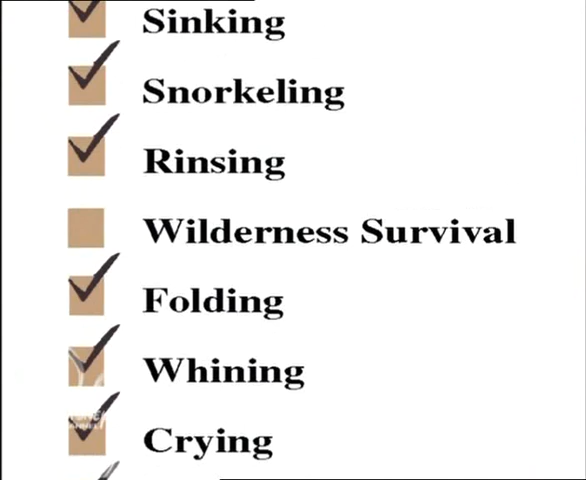 Sinking
Snorkeling
Rinsing
Wilderness Survival
Folding
Whining
Crying